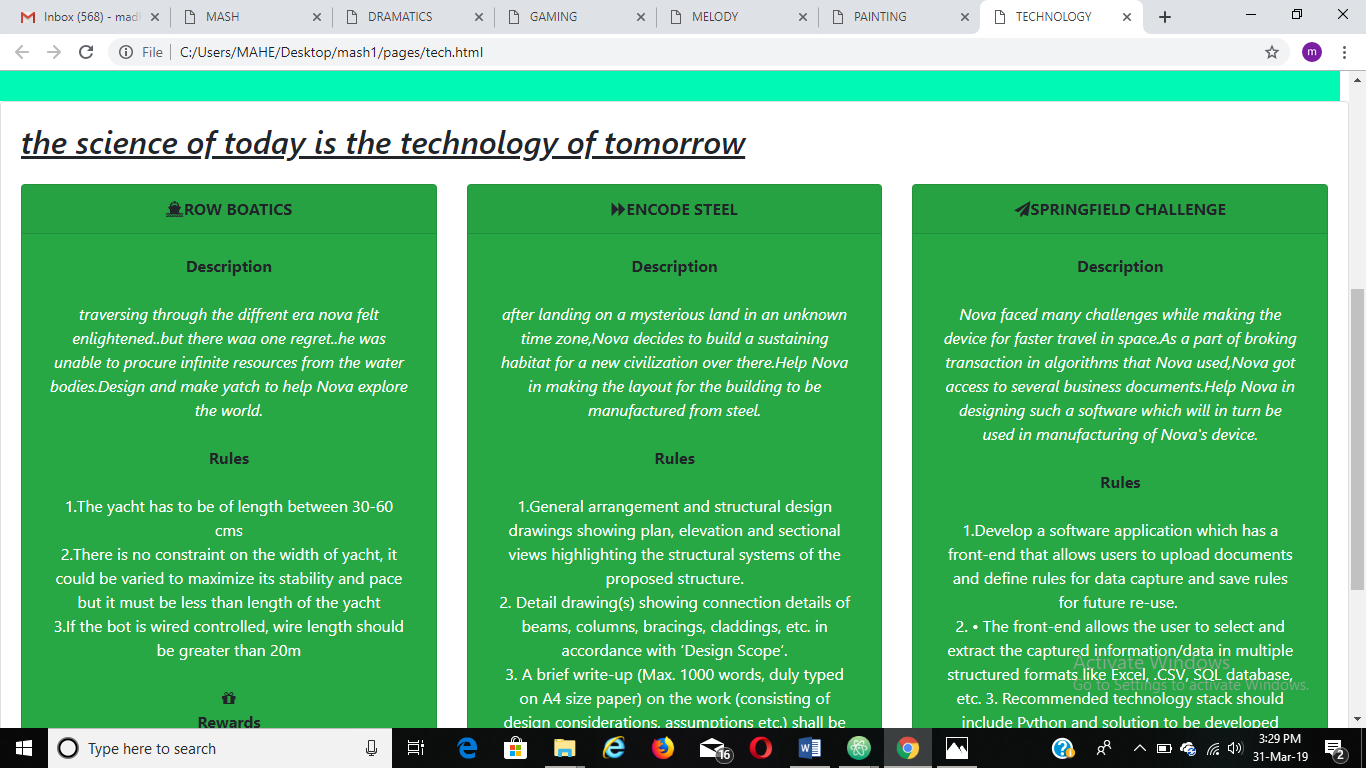 Inbox (568) - mad
MASH
DRAMATICS
GAMING
MELODY
PAINTING
TECHNOLOGY
File
C:/Users/MAHE/Desktop/mash1/pages/tech.html
m
the science of today is the technology of tomorrow
ROW BOATICS
Description
traversing through the diffrent era nova felt
enlightened..but there waa one regret..he was
unable to procure infinite resources from the water
bodies.Design and make yatch to help Nova explore
the world.
Rules
1.The yacht has to be of length between 30-60
cms
2.There is no constraint on the width of yacht, it
could be varied to maximize its stability and pace
but it must be less than length of the yacht
3.If the bot is wired controlled, wire length should
be greater than 20m
Rewards
ENCODE STEEL
Description
after landing on a mysterious land in an unknown
time zone,Nova decides to build a sustaining
habitat for a new civilization over there.Help Nova
in making the layout for the building to be
manufactured from steel.
Rules
1.General arrangement and structural design
drawings showing plan, elevation and sectional
views highlighting the structural systems of the
proposed structure.
2. Detail drawing(s) showing connection details of
beams, columns, bracings, claddings, etc. in
accordance with ‘Design Scope’.
3. A brief write-up (Max. 1000 words, duly typed
on A4 size paper) on the work (consisting of
design considerations, assumptions etc.) shall be
SPRINGFIELD CHALLENGE
Description
Nova faced many challenges while making the
device for faster travel in space.As a part of broking
transaction in algorithms that Nova used,Nova got
access to several business documents.Help Nova in
designing such a software which will in turn be
used in manufacturing of Nova's device.
Rules
1.Develop a software application which has a
front-end that allows users to upload documents
and define rules for data capture and save rules
for future re-use.
2. • The front-end allows the user to select and
extract the captured information/data in multiple
structured formats like Excel, .CSV, SQL database,
etc. 3. Recommended technology stack should
include Python and solution to be developed
Activate Windows
Go to Settings to activate Windows.
Type here to search
16
3:29 PM
31-Mar-19
2